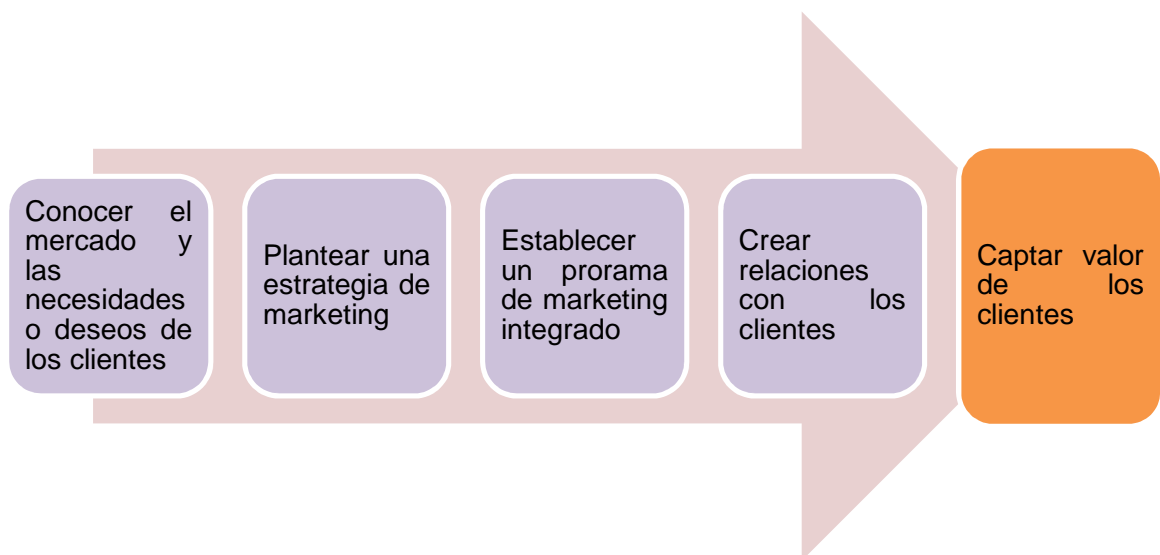 Conocer el
mercado y
las
necesidades
o deseos de
los clientes
Plantear una
estrategia de
marketing
Establecer
un prorama
de marketing
integrado
Crear
relaciones
con los
clientes
Captar valor
de los
clientes